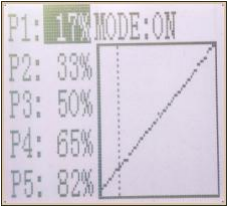 P1: 17% MODE:ON
P2: 33%
P3: 50%
P4: 65%
P5: 82%